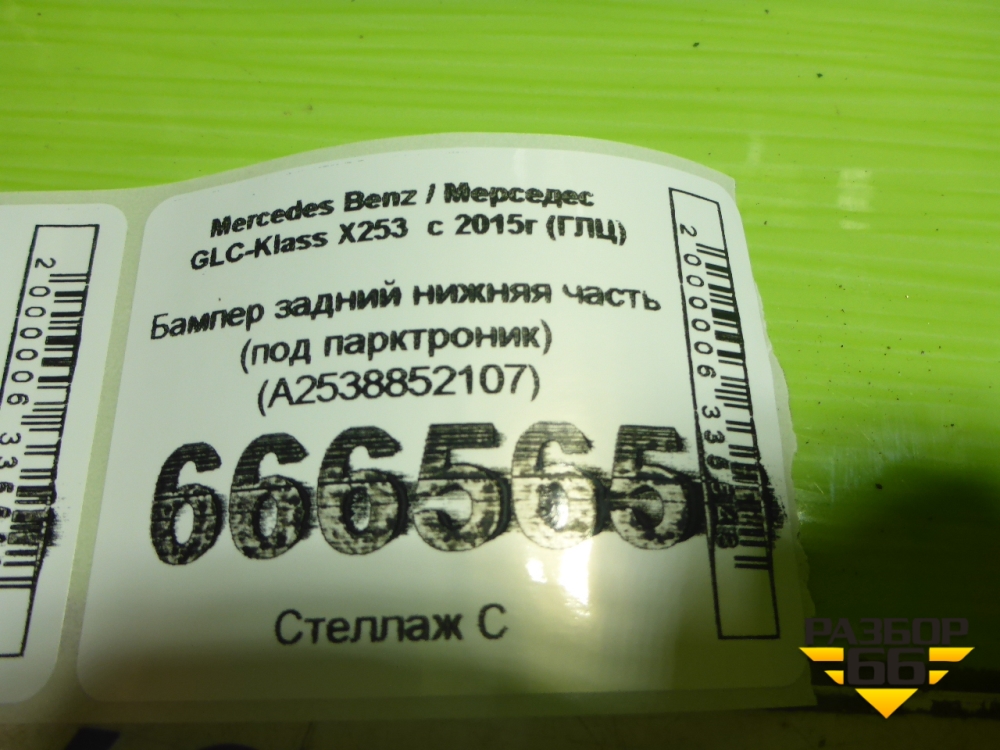 Mercedes Benz / Мерседес
GLC-Klass X253 с 2015г (ГЛЦ)
Бампер задний нижняя часть
(под парктроник)
(A2538852107)
666565
Стеллаж С
РАЗБОР
66